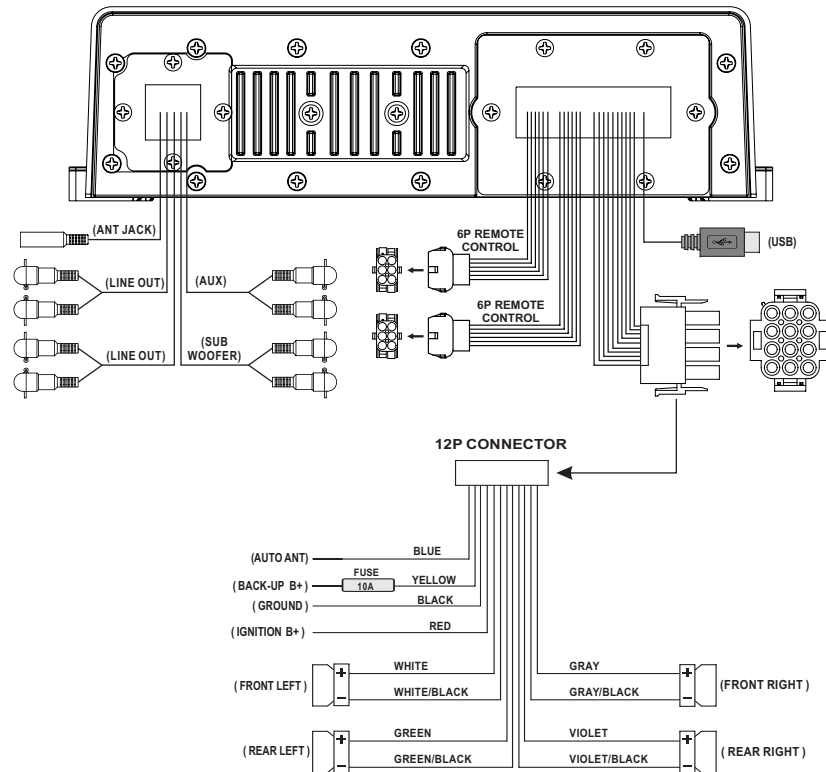 (ANT JACK)
(LINE OUT)
(AUX)
(LINE OUT)
(SUB
WOOFER)
6P REMOTE
CONTROL
6P REMOTE
CONTROL
(USB)
12P CONNECTOR
(AUTO ANT)
BLUE
( BACK-UP B+ )
FUSE
10A
YELLOW
( GROUND )
BLACK
( IGNITION B+ )
RED
( FRONT LEFT )
+
−
WHITE
WHITE/BLACK
GRAY
GRAY/BLACK
+
−
(FRONT RIGHT )
( REAR LEFT )
+
−
GREEN
GREEN/BLACK
VIOLET
VIOLET/BLACK
+
−
( REAR RIGHT )